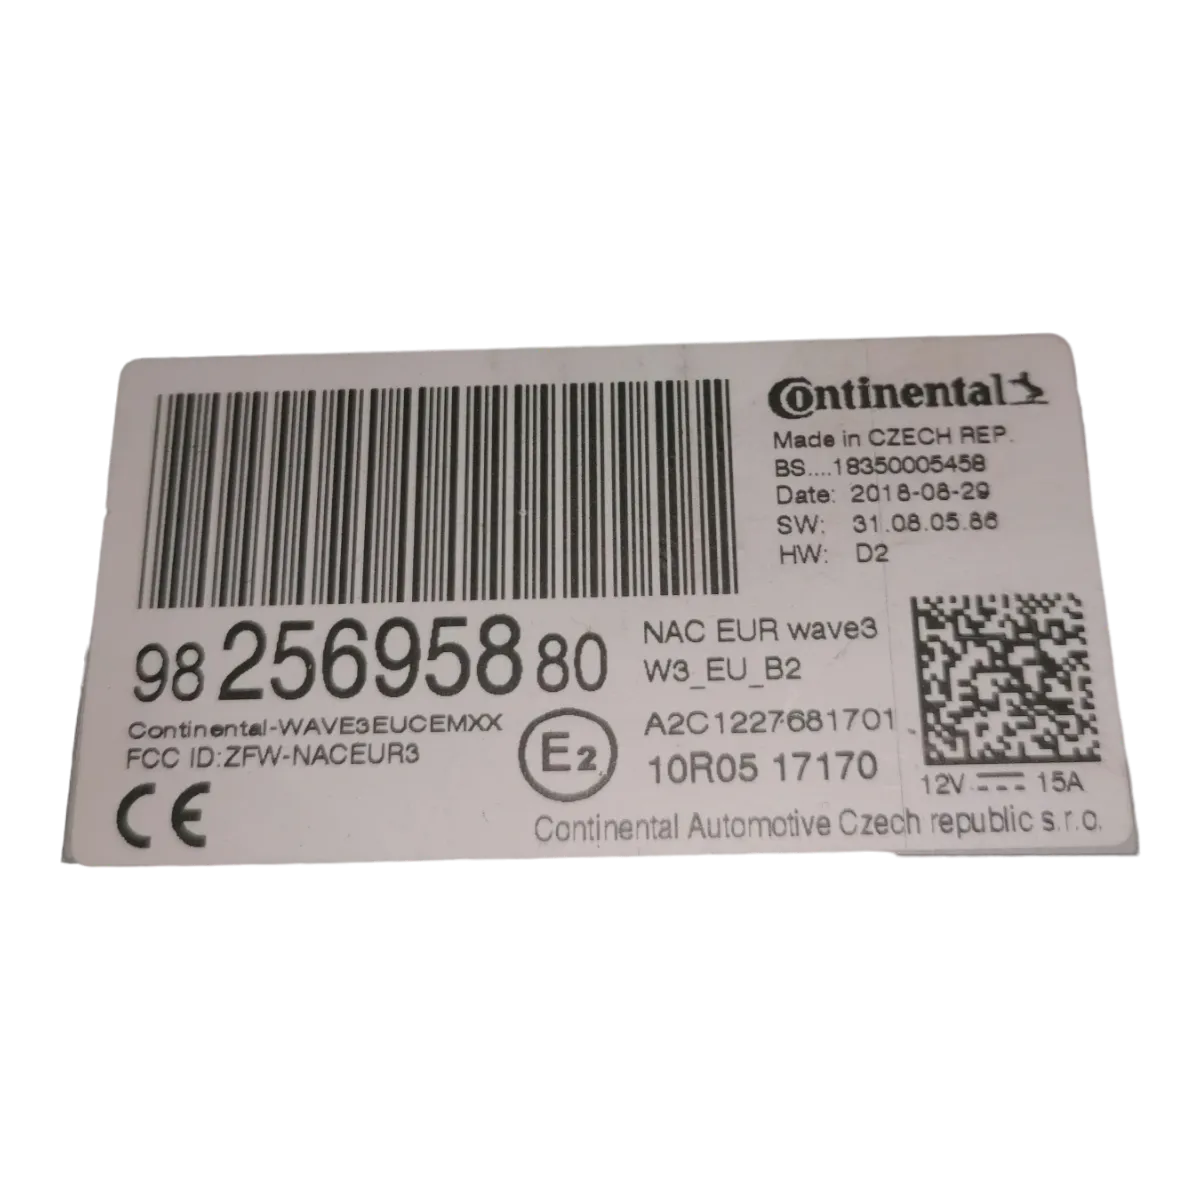 Continental
Made in CZECH REP.
BS....18350005458
Date: 2018-08-29
SW: 31.08.05.86
HW: D2
98 256958 80
NAC EUR wave3
W3_EU_B2
Continental-WAVE3EUCEMXX
FCC ID:ZFW-NACEUR3
E2
A2C1227681701
10R05 17170
12V 15A
CE
Continental Automotive Czech republic s.r.o.